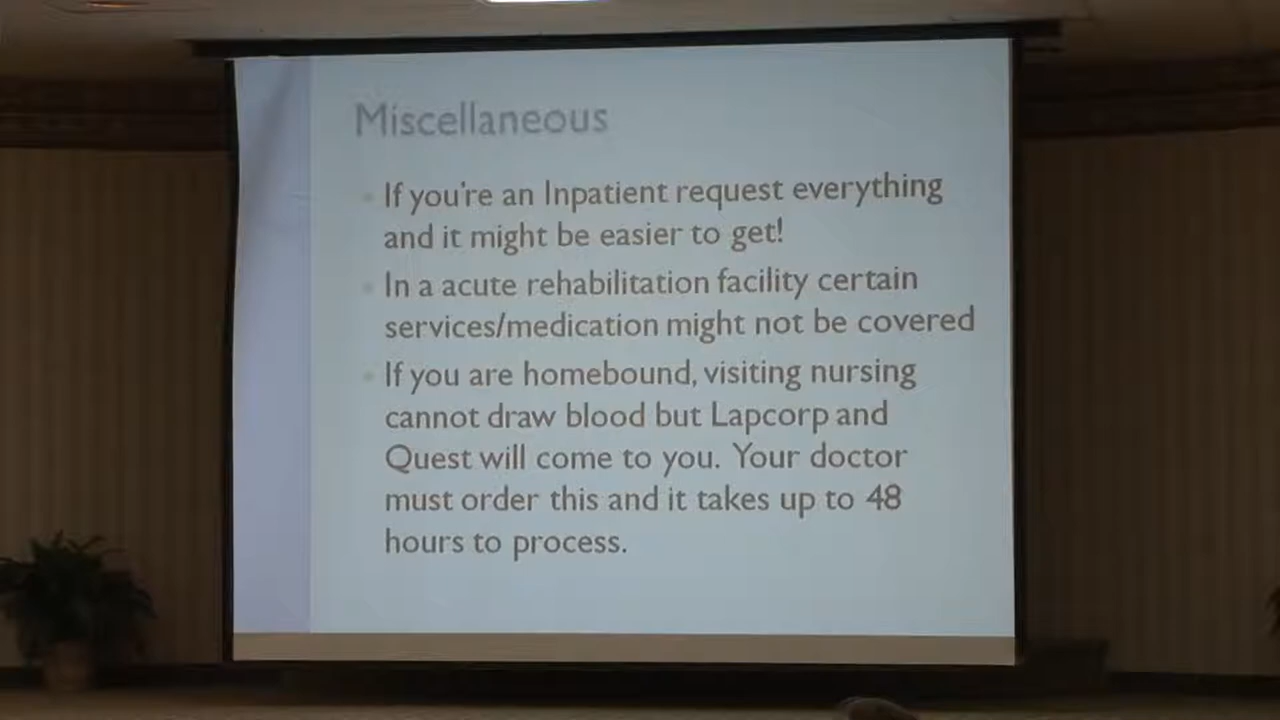 Miscellaneous
If you're an Inpatient request everything
and it might be easier to get!
In a acute rehabilitation facility certain
services/medication might not be covered
If you are homebound, visiting nursing
cannot draw blood but Lapcorp and
Quest will come to you. Your doctor
must order this and it takes up to 48
hours to process.